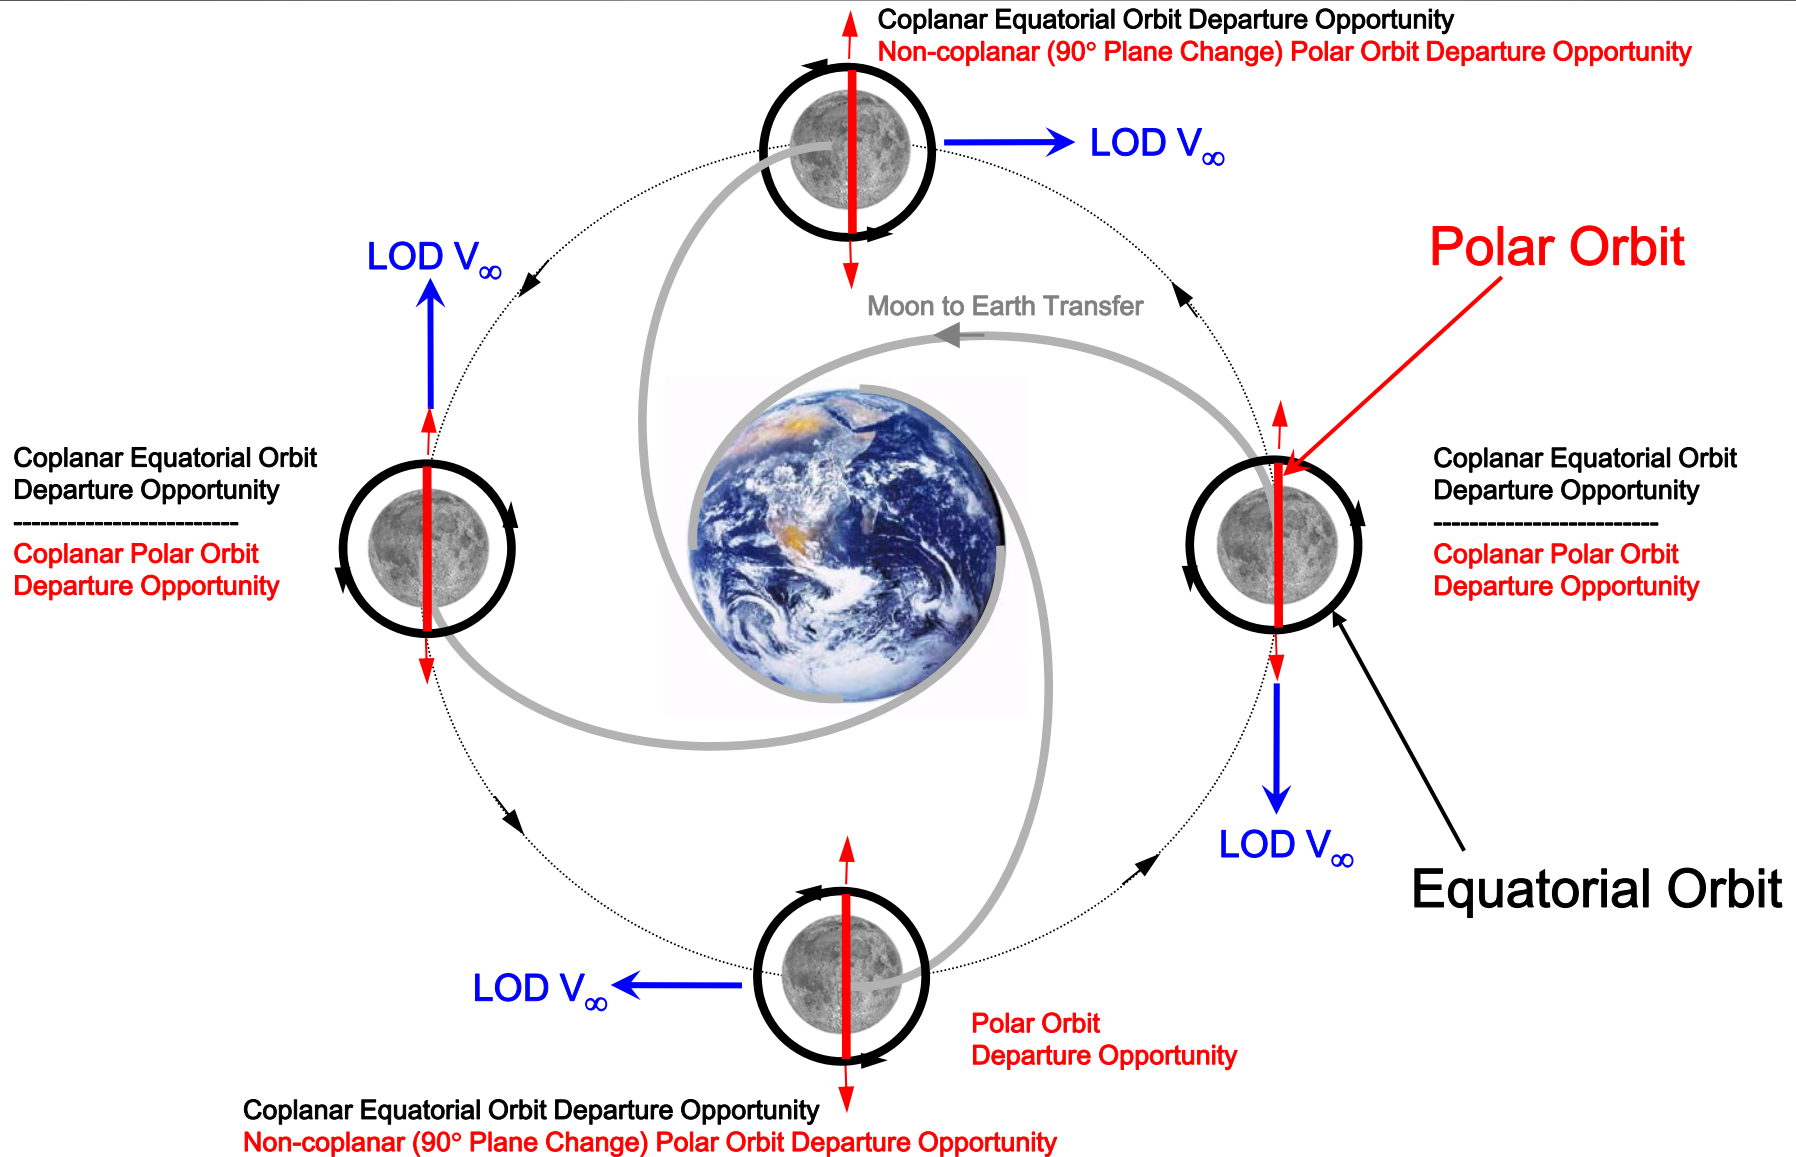 Coplanar Equatorial Orbit Departure Opportunity
Non-coplanar (90° Plane Change) Polar Orbit Departure Opportunity
LOD V∞
LOD V∞
Polar Orbit
Moon to Earth Transfer
Coplanar Equatorial Orbit
Departure Opportunity
-------------------------
Coplanar Polar Orbit
Departure Opportunity
Coplanar Equatorial Orbit
Departure Opportunity
-------------------------
Coplanar Polar Orbit
Departure Opportunity
LOD V∞
Equatorial Orbit
LOD V∞
Polar Orbit
Departure Opportunity
Coplanar Equatorial Orbit Departure Opportunity
Non-coplanar (90° Plane Change) Polar Orbit Departure Opportunity